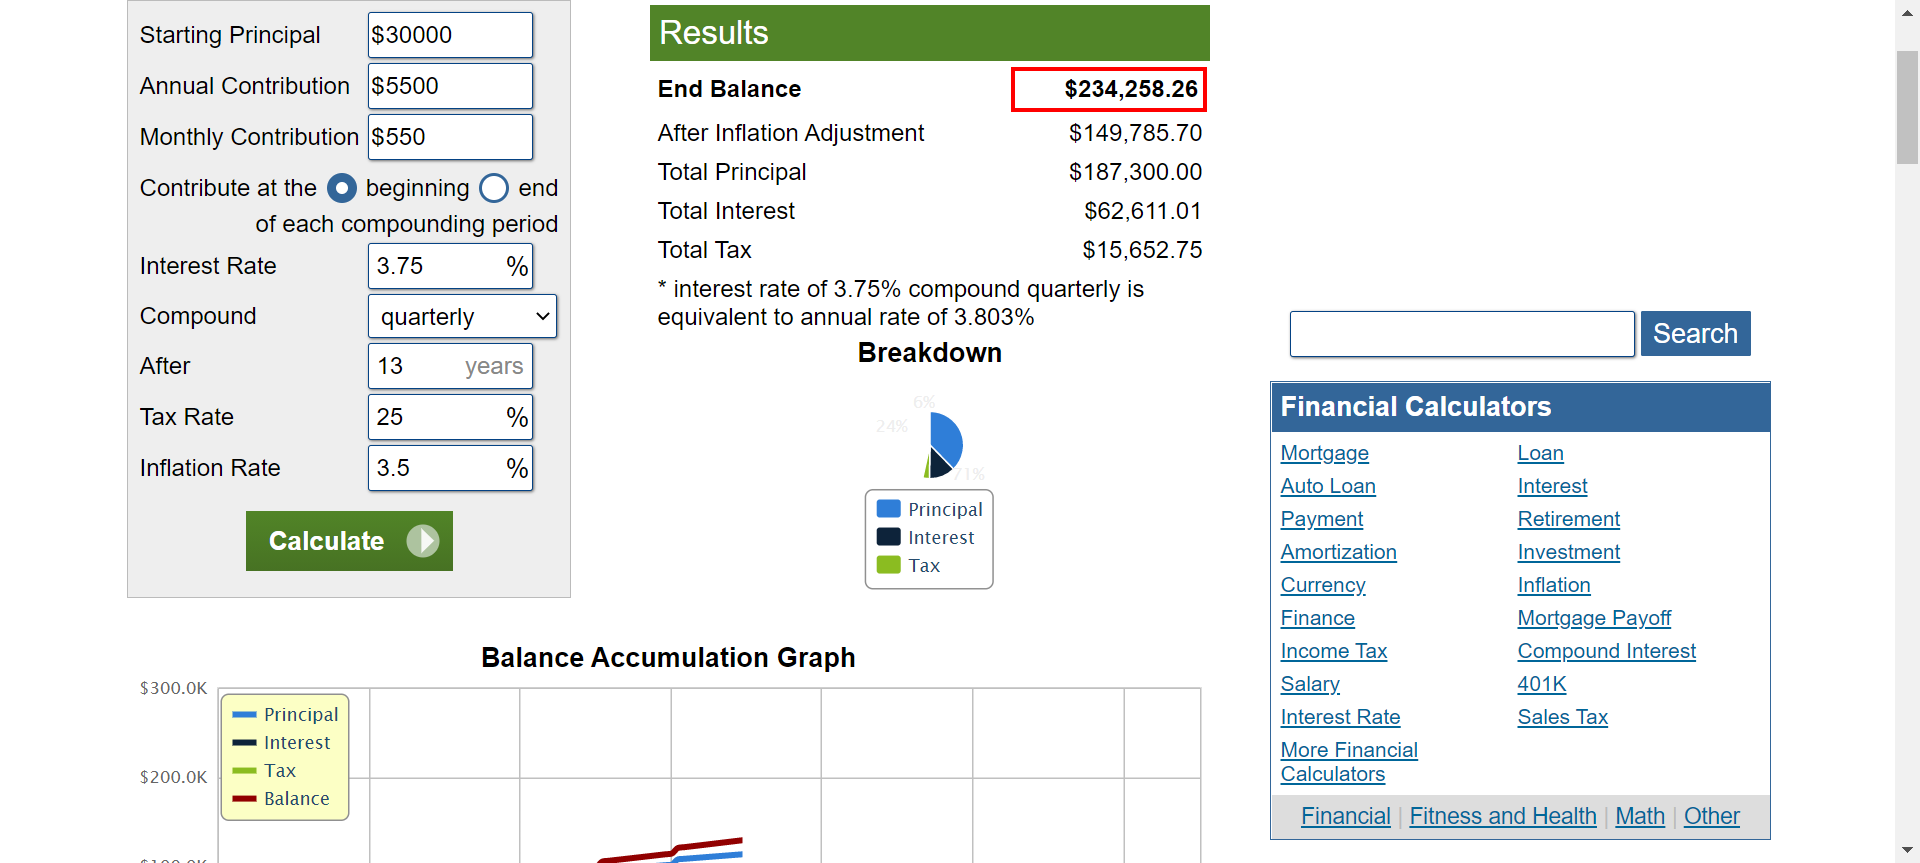 Starting Principal $30000
Annual Contribution $5500
Monthly Contribution $550
Contribute at the beginning end
of each compounding period
Interest Rate 3.75 %
Compound quarterly
After 13 years
Tax Rate 25 %
Inflation Rate 3.5 %
Calculate
Results
End Balance $234,258.26
After Inflation Adjustment $149,785.70
Total Principal $187,300.00
Total Interest $62,611.01
Total Tax $15,652.75
* interest rate of 3.75% compound quarterly is
equivalent to annual rate of 3.803%
Breakdown
6%
24%
71%
Principal
Interest
Tax
Balance Accumulation Graph
$300.0K
$200.0K
Principal
Interest
Tax
Balance
Search
Financial Calculators
Mortgage Loan
Auto Loan Interest
Payment Retirement
Amortization Investment
Currency Inflation
Finance Mortgage Payoff
Income Tax Compound Interest
Salary 401K
Interest Rate Sales Tax
More Financial
Calculators
Financial | Fitness and Health | Math | Other